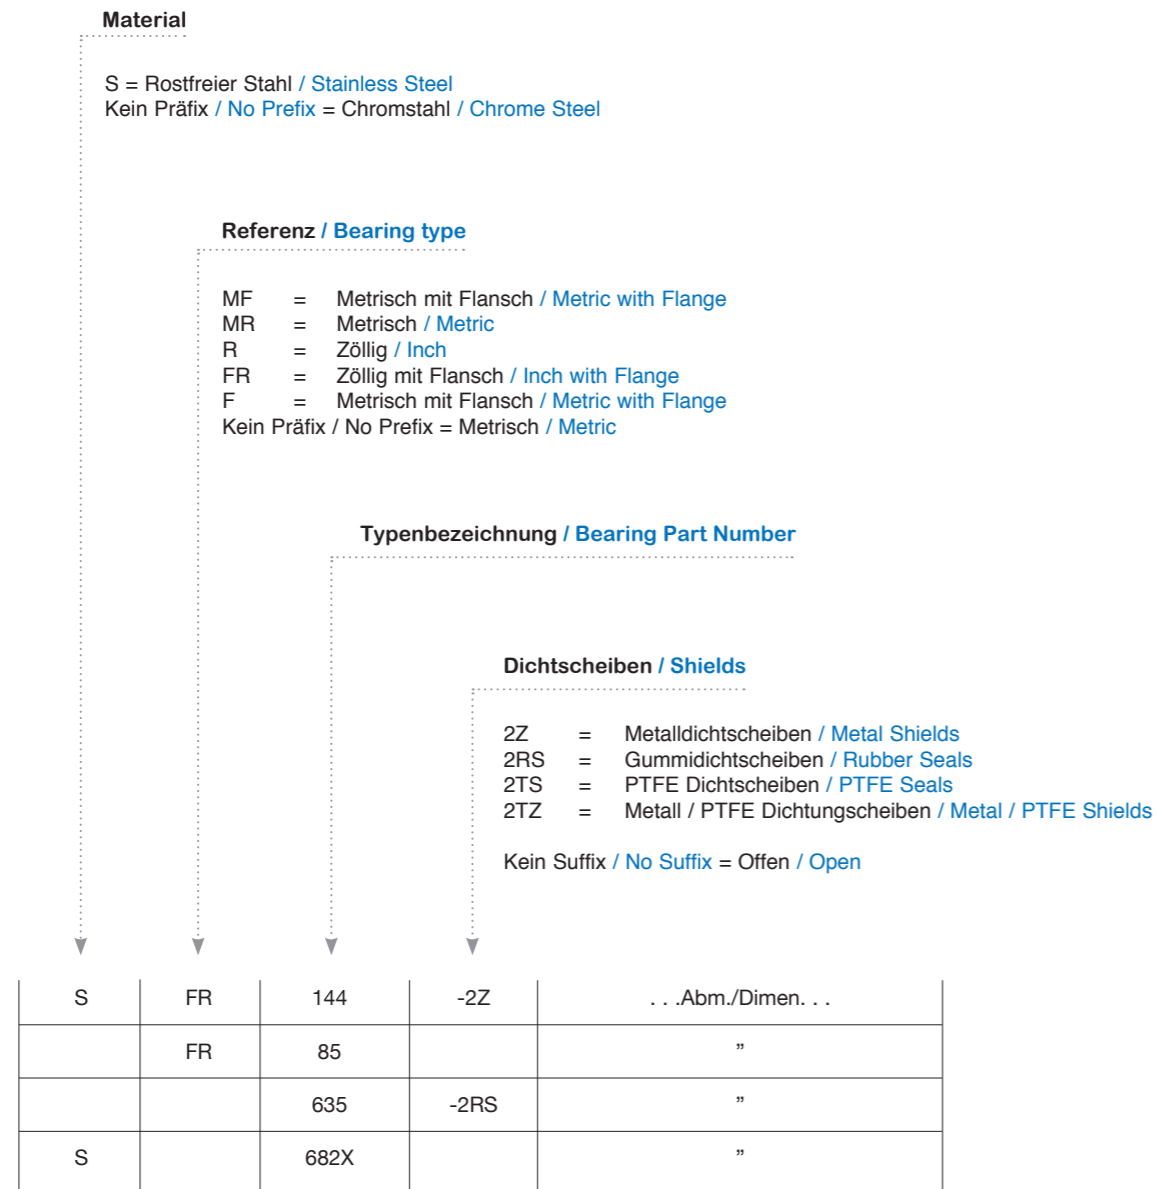 Material
S = Rostfreier Stahl / Stainless Steel
Kein Präfix / No Prefix = Chromstahl / Chrome Steel
Referenz / Bearing type
MF = Metrisch mit Flansch / Metric with Flange
MR = Metrisch / Metric
R = Zöllig / Inch
FR = Zöllig mit Flansch / Inch with Flange
F = Metrisch mit Flansch / Metric with Flange
Kein Präfix / No Prefix = Metrisch / Metric
Typenbezeichnung / Bearing Part Number
Dichtscheiben / Shields
2Z = Metalldichtscheiben / Metal Shields
2RS = Gummidichtscheiben / Rubber Seals
2TS = PTFE Dichtscheiben / PTFE Seals
2TZ = Metall / PTFE Dichtungscheiben / Metal / PTFE Shields
Kein Suffix / No Suffix = Offen / Open
S FR 144 -2Z . . .Abm./Dimen. . .
FR 85 ”
635 -2RS ”
S 682X ”